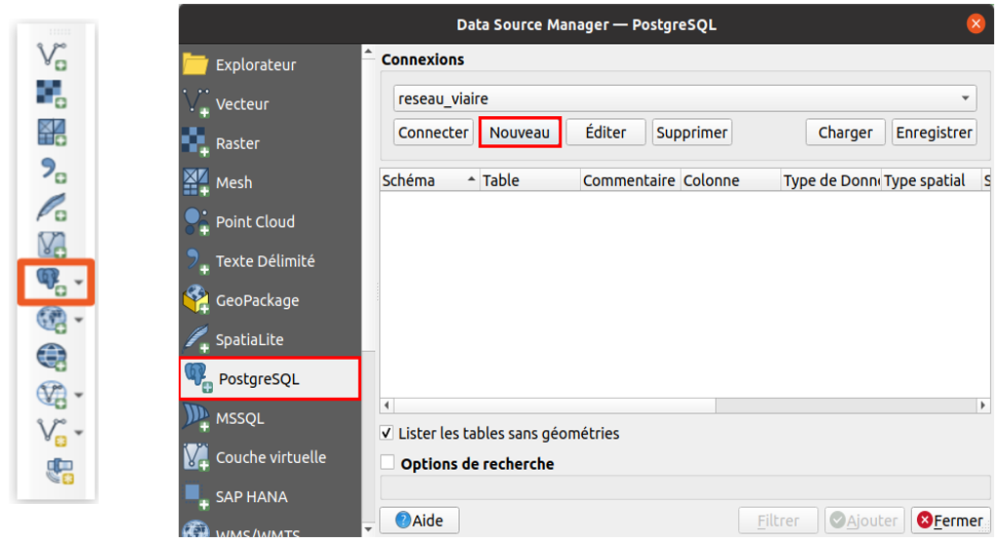 Data Source Manager — PostgreSQL
Explorateur
Vecteur
Raster
Mesh
Point Cloud
Texte Délimité
GeoPackage
SpatiaLite
PostgreSQL
MSSQL
Couche virtuelle
SAP HANA
WMS/WMTS
Connexions
reseau_viaire
Connecter Nouveau Éditer Supprimer Charger Enregistrer
Schéma Table Commentaire Colonne Type de Donn Type spatial S
Lister les tables sans géométries
Options de recherche
Aide Filtrer Ajouter Fermer